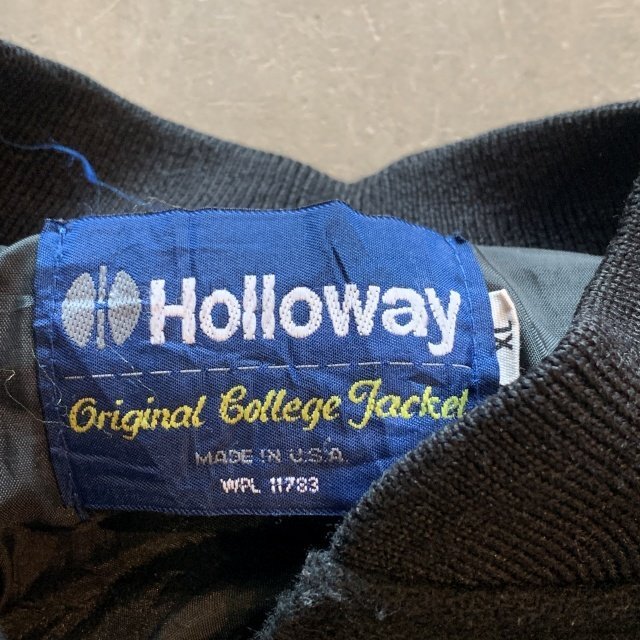 Holloway
XL
Original College Jacket
MADE IN U.S.A.
WPL 11783